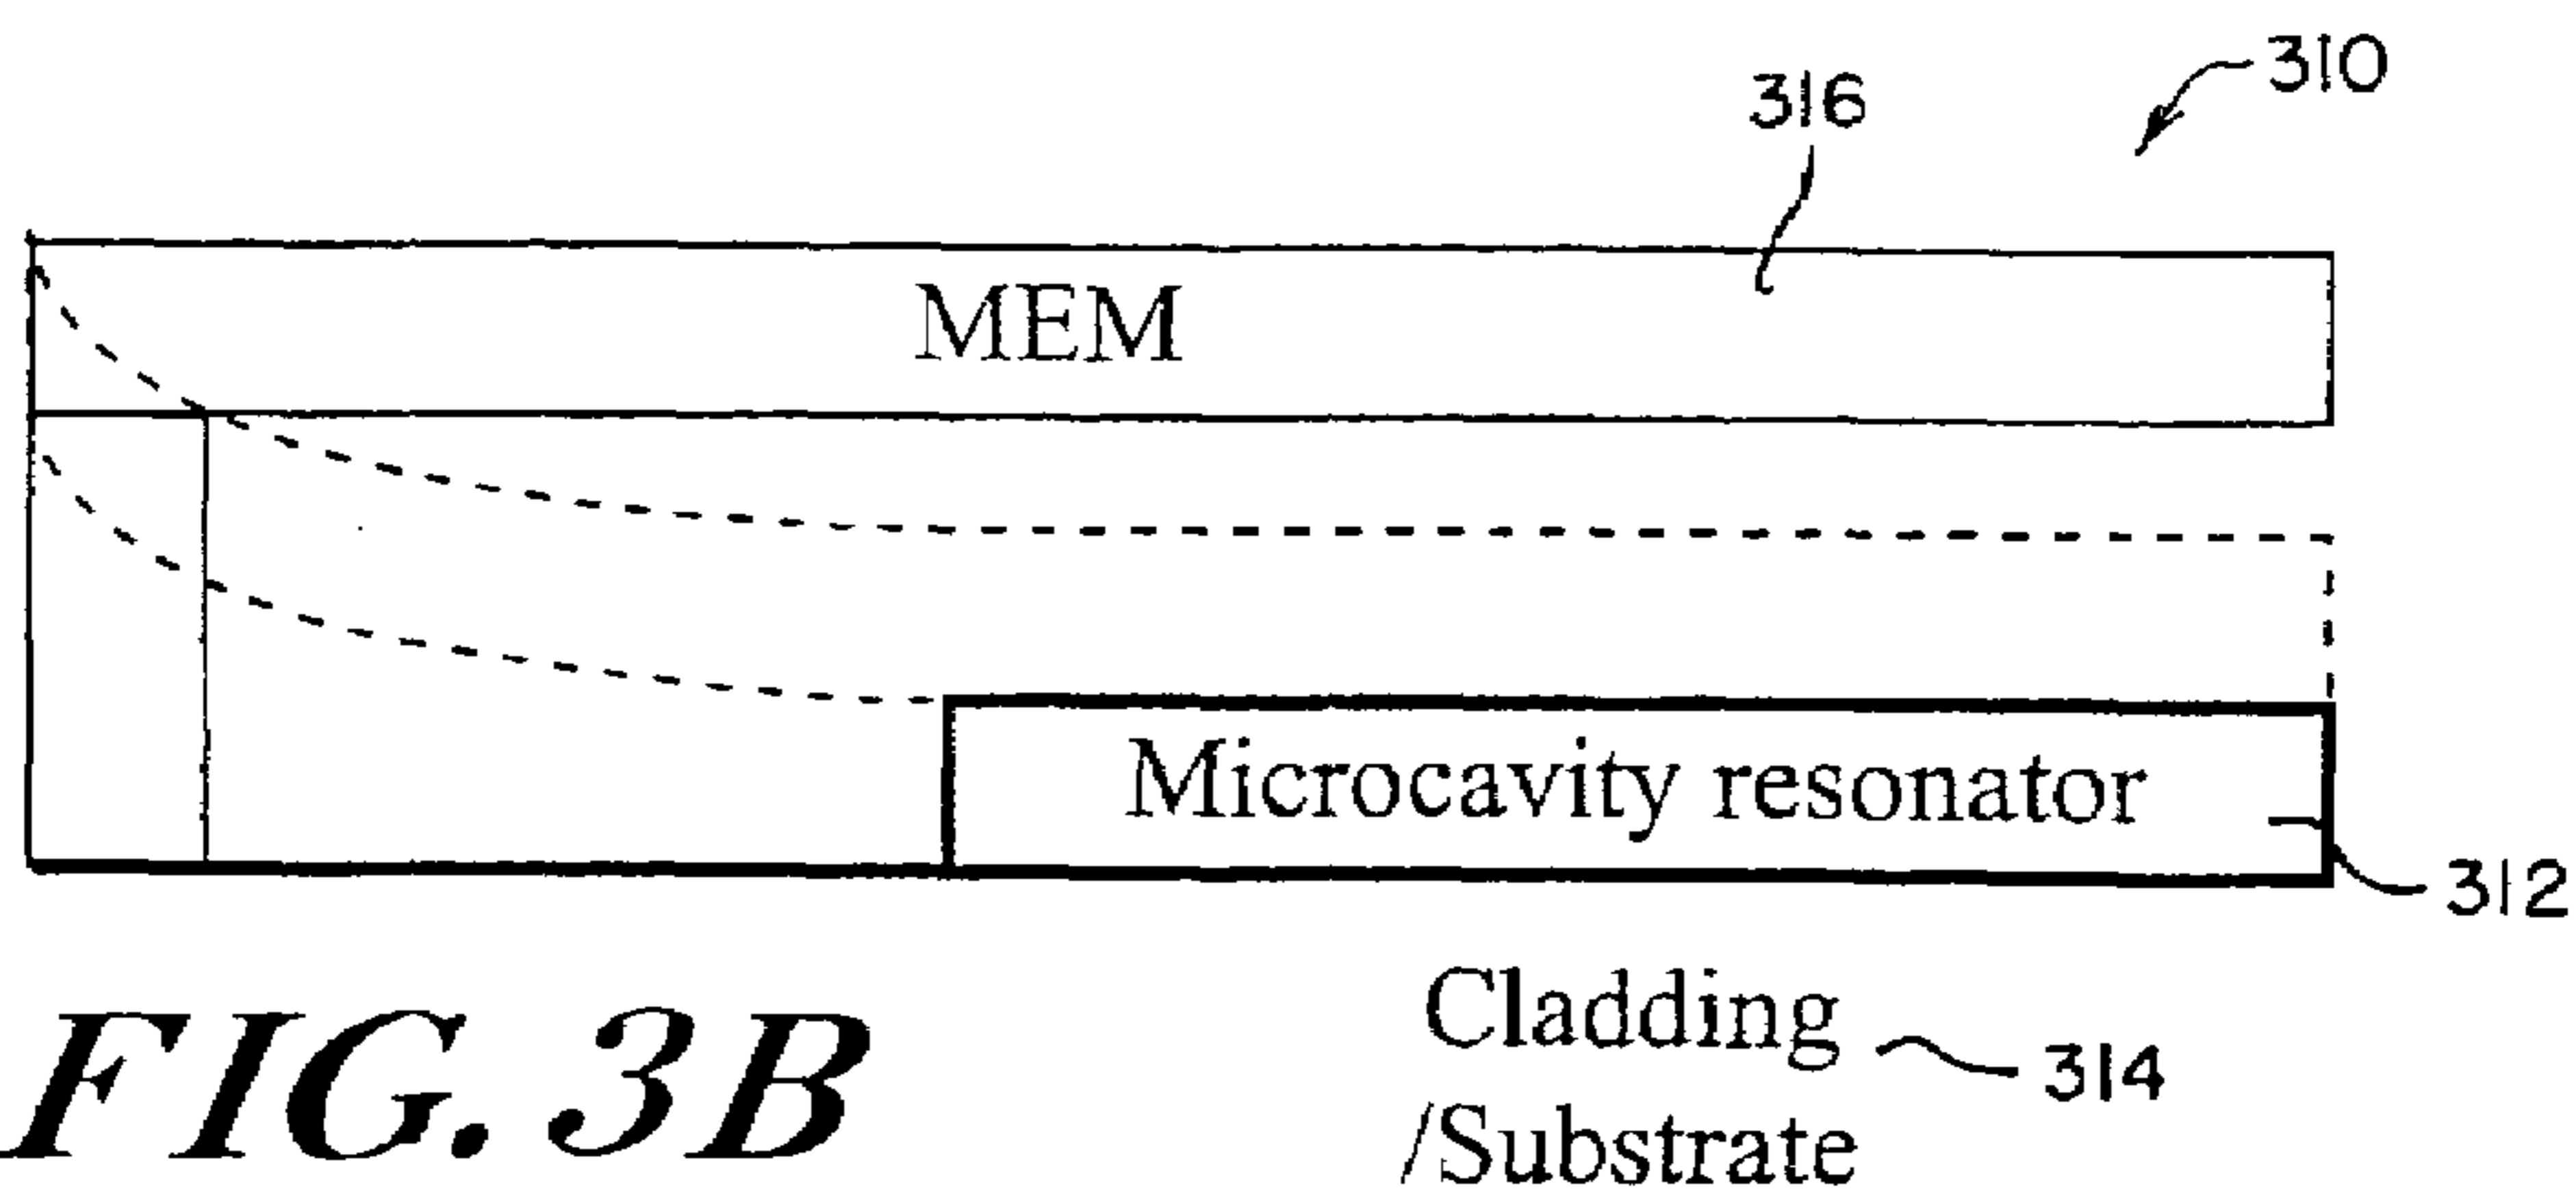 310
316
MEM
Microcavity resonator
312
Cladding
314
/Substrate
FIG. 3B